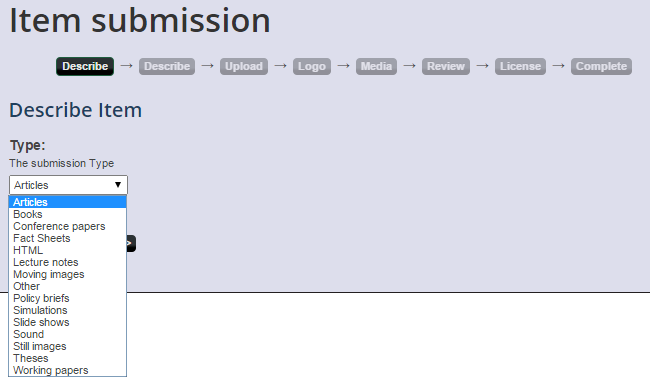 Item submission
Describe → Describe → Upload → Logo → Media → Review → License → Complete
Describe Item
Type:
The submission Type
Articles
Articles
Books
Conference papers
Fact Sheets
HTML
Lecture notes
Moving images
Other
Policy briefs
Simulations
Slide shows
Sound
Still images
Theses
Working papers
>